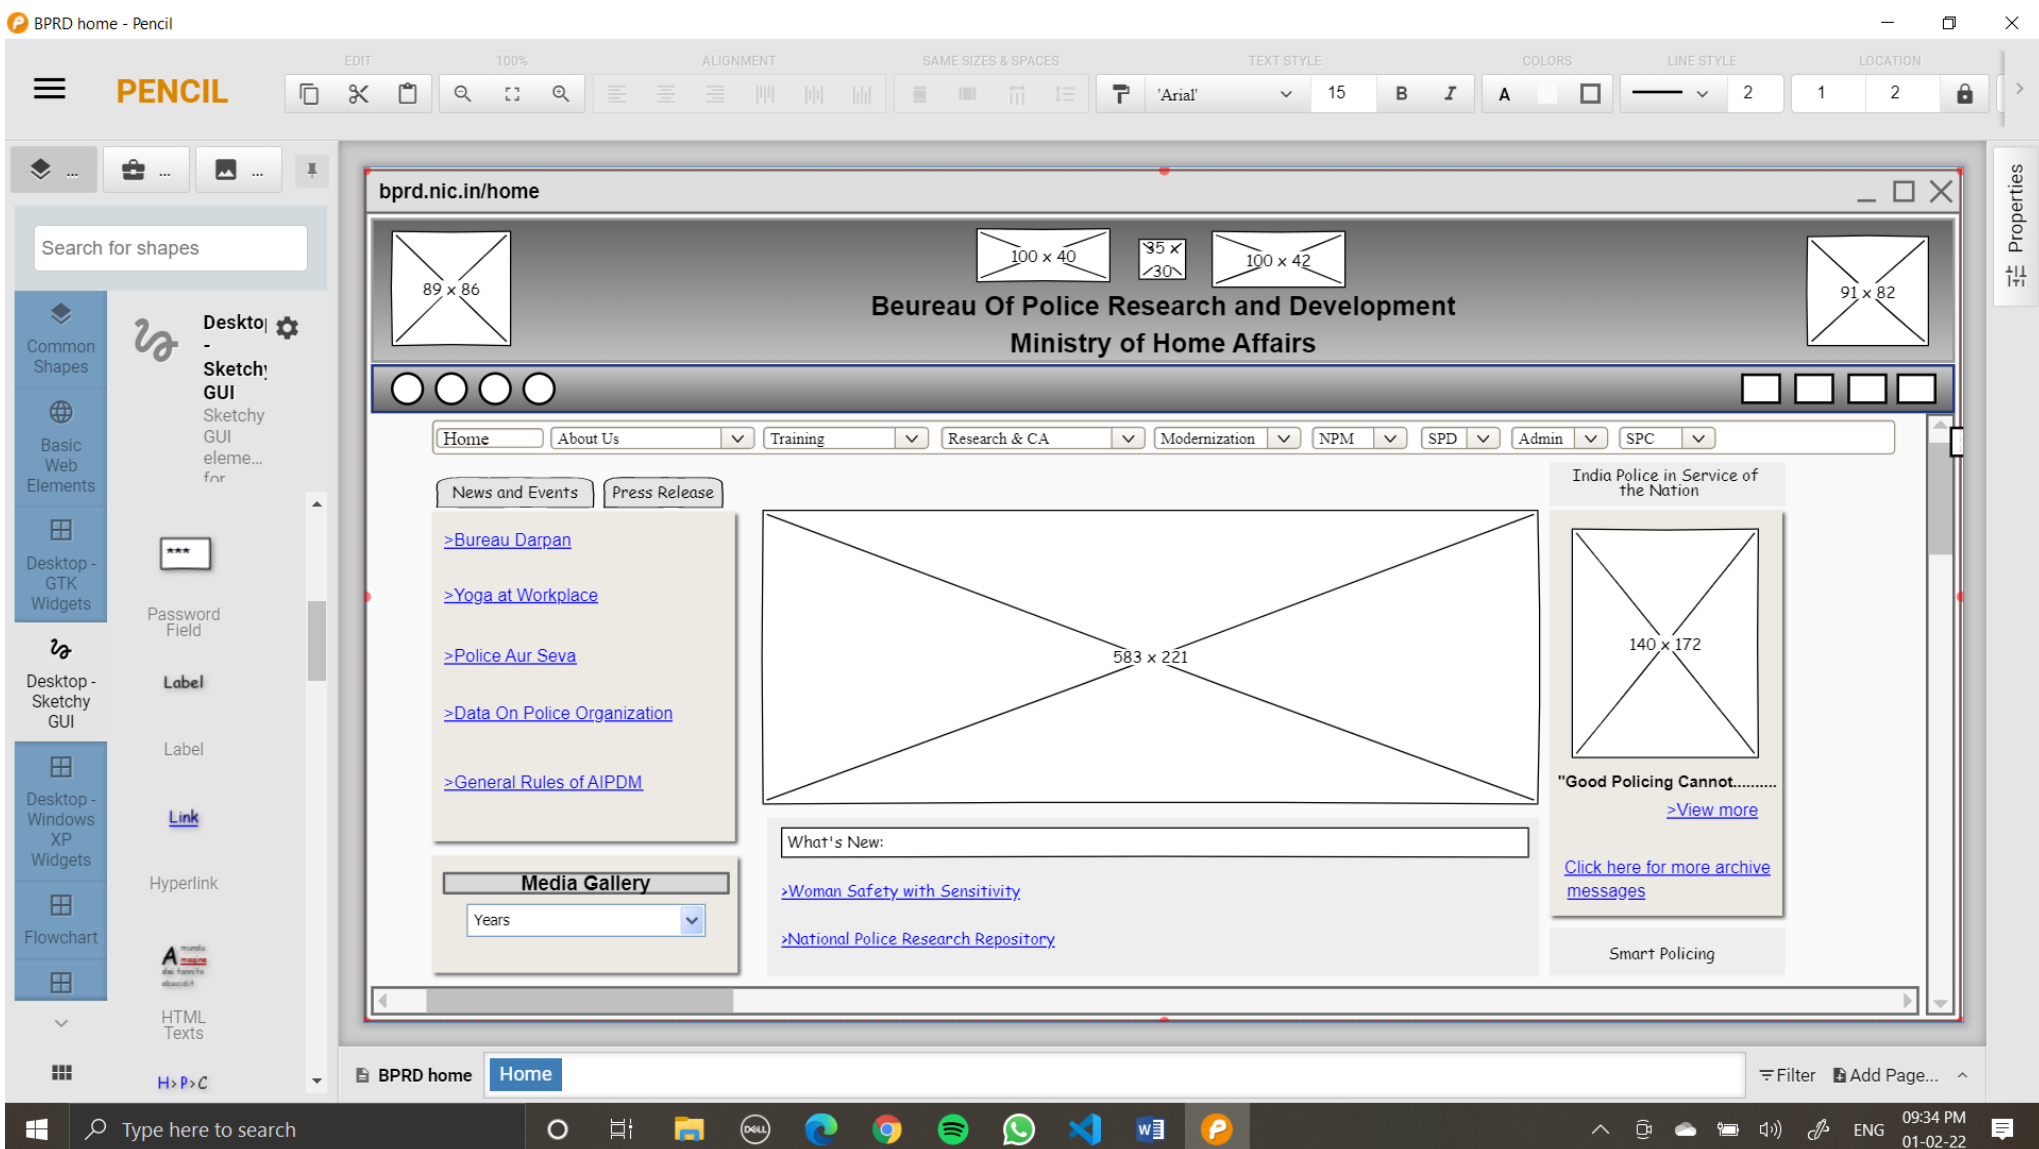 BPRD home - Pencil
EDIT
100%
ALIGNMENT
SAME SIZES & SPACES
TEXT STYLE
COLORS
LINE STYLE
LOCATION
PENCIL
'Arial'
15
B
I
A
2
1
2
...
...
...
Properties
Search for shapes
Common
Shapes
Basic
Web
Elements
Desktop -
GTK
Widgets
Desktop -
Sketchy
GUI
Desktop -
Windows
XP
Widgets
Flowchart
Desktop
-
Sketchy
GUI
Sketchy
GUI
eleme...
for
***
Password
Field
Label
Label
Link
Hyperlink
A mundu
magine
HTML
Texts
H>P>C
bprd.nic.in/home
89 x 86
100 x 40
35 x
30
100 x 42
91 x 82
Beureau Of Police Research and Development
Ministry of Home Affairs
Home
About Us
Training
Research & CA
Modernization
NPM
SPD
Admin
SPC
News and Events
Press Release
India Police in Service of
the Nation
>Bureau Darpan
>Yoga at Workplace
>Police Aur Seva
>Data On Police Organization
>General Rules of AIPDM
583 x 221
140 x 172
"Good Policing Cannot..........
>View more
Click here for more archive
messages
What's New:
Media Gallery
Years
>Woman Safety with Sensitivity
>National Police Research Repository
Smart Policing
BPRD home
Home
Filter
Add Page...
Type here to search
DELL
ENG
09:34 PM
01-02-22